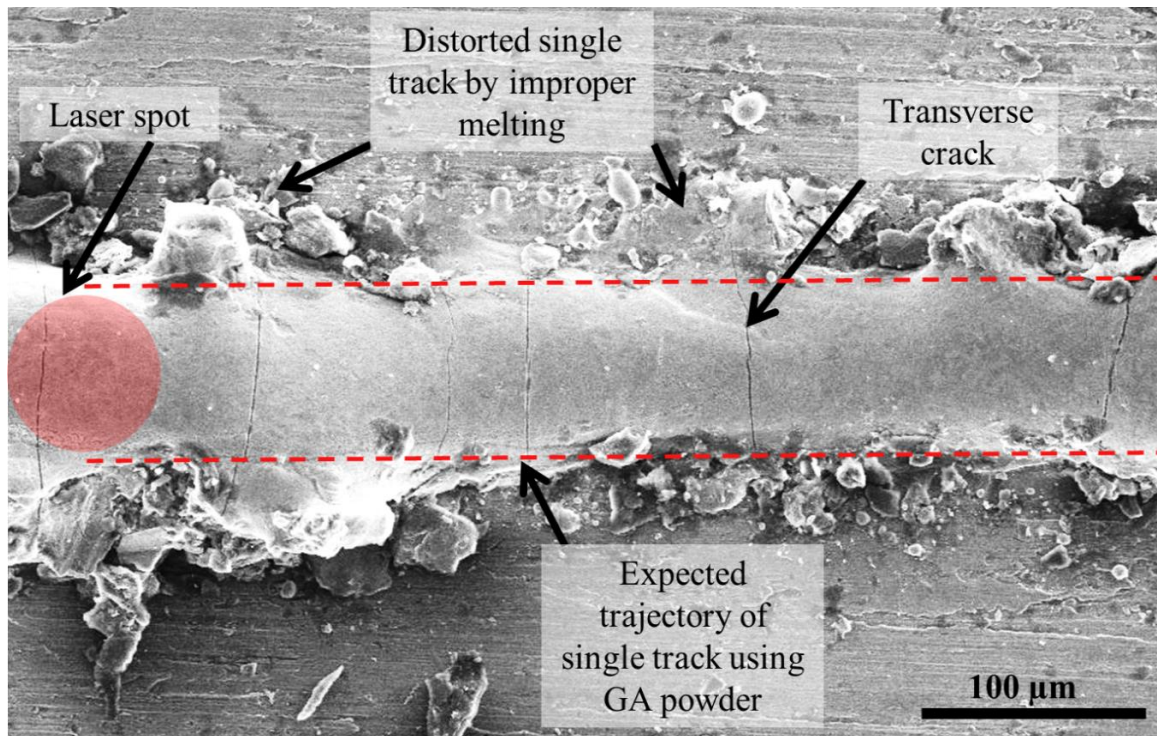 Distorted single
track by improper
melting
Laser spot
Transverse
crack
Expected
trajectory of
single track using
GA powder
100 μm